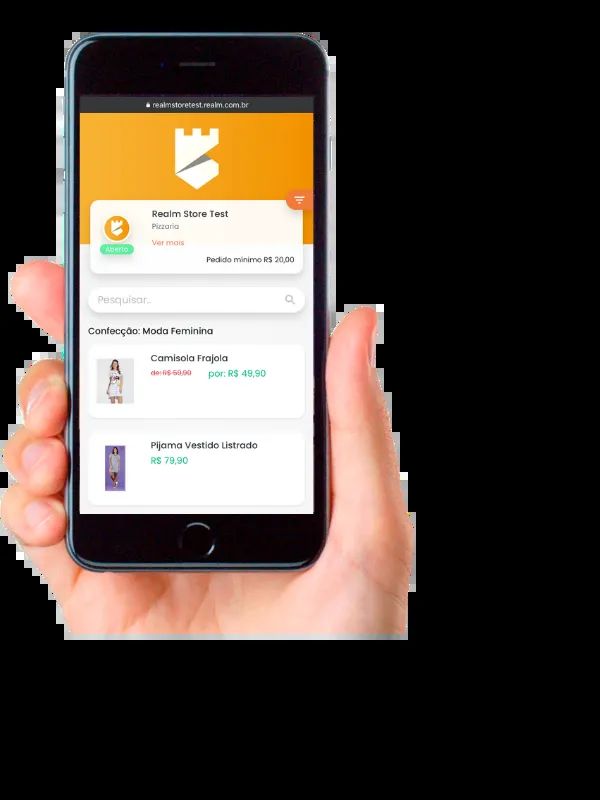 realmstoretest.realm.com.br
Realm Store Test
Pizzaria
Aberto
Ver mais
Pedido mínimo R$ 20,00
Pesquisar..
Confecção: Moda Feminina
Camisola Frajola
de: R$ 59,90 por: R$ 49,90
Pijama Vestido Listrado
R$ 79,90